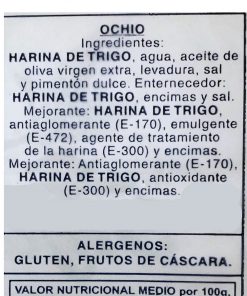 OCHIO
Ingredientes:
HARINA DE TRIGO, agua, aceite de
oliva virgen extra, levadura, sal
y pimentón dulce. Enternecedor:
HARINA DE TRIGO, encimas y sal.
Mejorante: HARINA DE TRIGO,
antiaglomerante (E-170), emulgente
(E-472), agente de tratamiento
de la harina (E-300) y encimas.
Mejorante: Antiaglomerante (E-170),
HARINA DE TRIGO, antioxidante
(E-300) y encimas.
ALERGENOS:
GLUTEN, FRUTOS DE CÁSCARA.
VALOR NUTRICIONAL MEDIO por 100g.